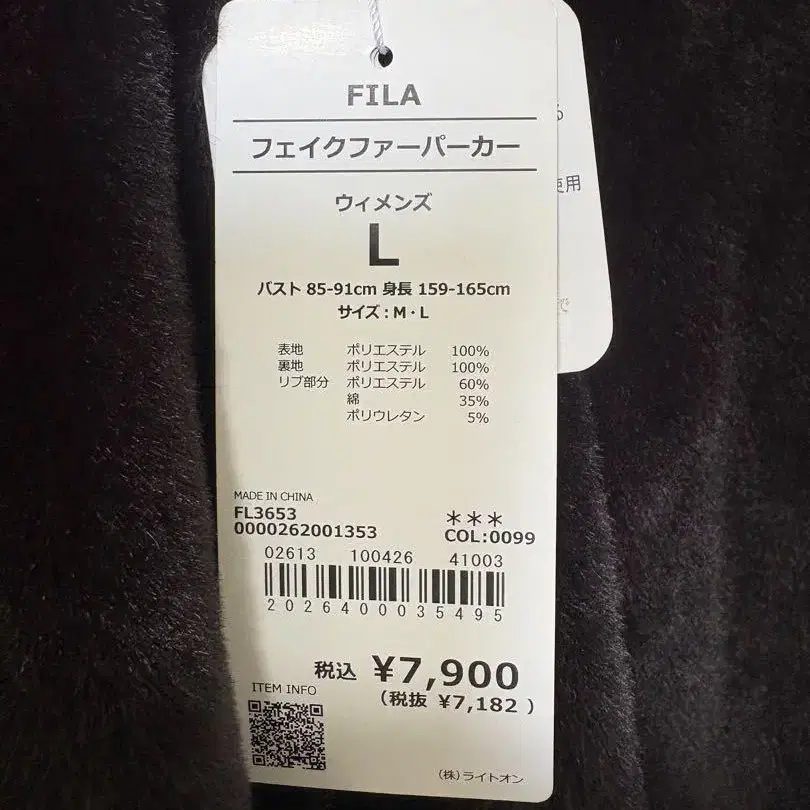 FILA
フェイクファーパーカー
ウィメンズ
L
バスト 85-91cm 身長 159-165cm
サイズ：M・L
表地 ポリエステル 100%
裏地 ポリエステル 100%
リブ部分 ポリエステル 60%
綿 35%
ポリウレタン 5%
MADE IN CHINA
FL3653 ＊＊＊
0000262001353 COL:0099
02613 100426 41003
2026400035495
税込 ¥7,900
ITEM INFO
（税抜 ¥7,182 ）
（株）ライトオン
使用